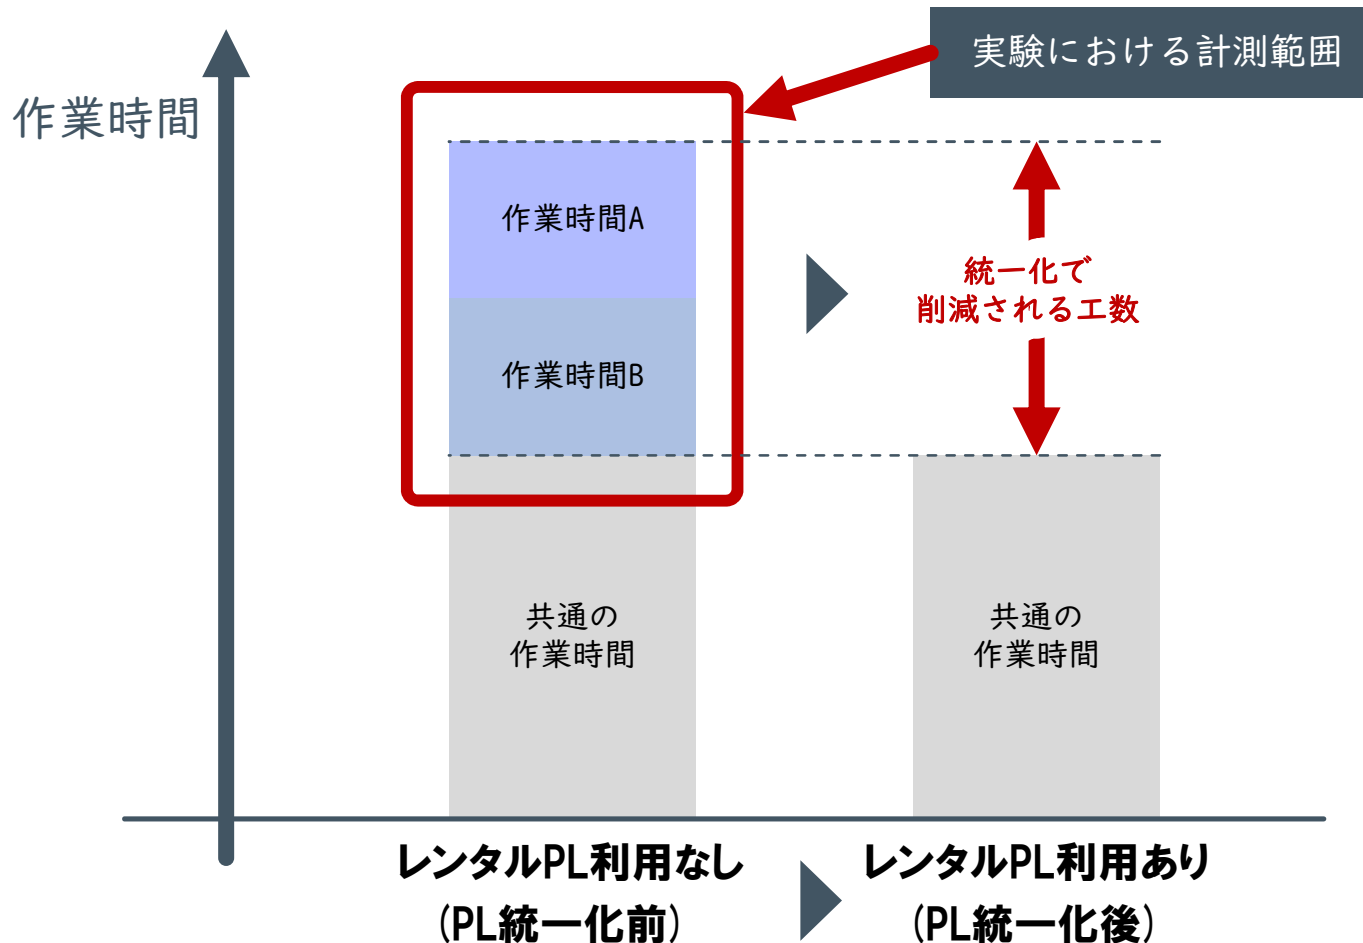 実験における計測範囲
作業時間
作業時間A
統一化で
削減される工数
作業時間B
共通の
作業時間
共通の
作業時間
レンタルPL利用なし
(PL統一化前)
レンタルPL利用あり
(PL統一化後)